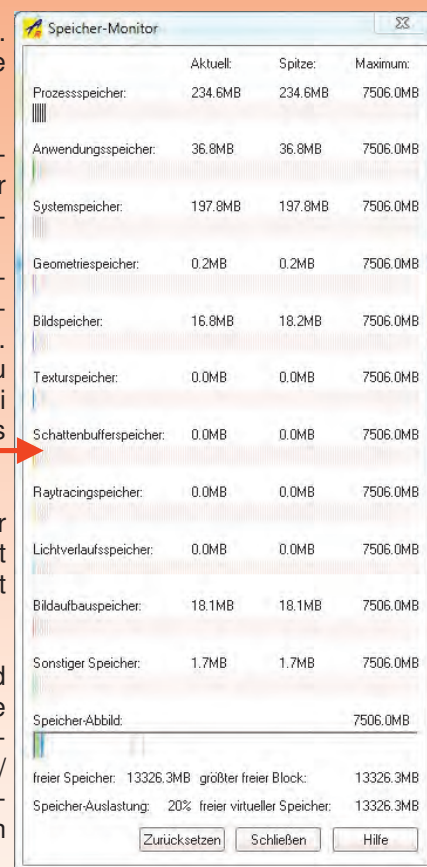 Speicher-Monitor
Aktuell: Spitze: Maximum:
Prozessspeicher: 234.6MB 234.6MB 7506.0MB
Anwendungsspeicher: 36.8MB 36.8MB 7506.0MB
Systemspeicher: 197.8MB 197.8MB 7506.0MB
Geometriespeicher: 0.2MB 0.2MB 7506.0MB
Bildspeicher: 16.8MB 18.2MB 7506.0MB
Texturspeicher: 0.0MB 0.0MB 7506.0MB
Schattenbufferspeicher: 0.0MB 0.0MB 7506.0MB
Raytracingspeicher: 0.0MB 0.0MB 7506.0MB
Lichtverlaufsspeicher: 0.0MB 0.0MB 7506.0MB
Bildaufbauspeicher: 18.1MB 18.1MB 7506.0MB
Sonstiger Speicher: 1.7MB 1.7MB 7506.0MB
Speicher-Abbild: 7506.0MB
freier Speicher: 13326.3MB größter freier Block: 13326.3MB
Speicher-Auslastung: 20% freier virtueller Speicher: 13326.3MB
Zurücksetzen Schließen Hilfe